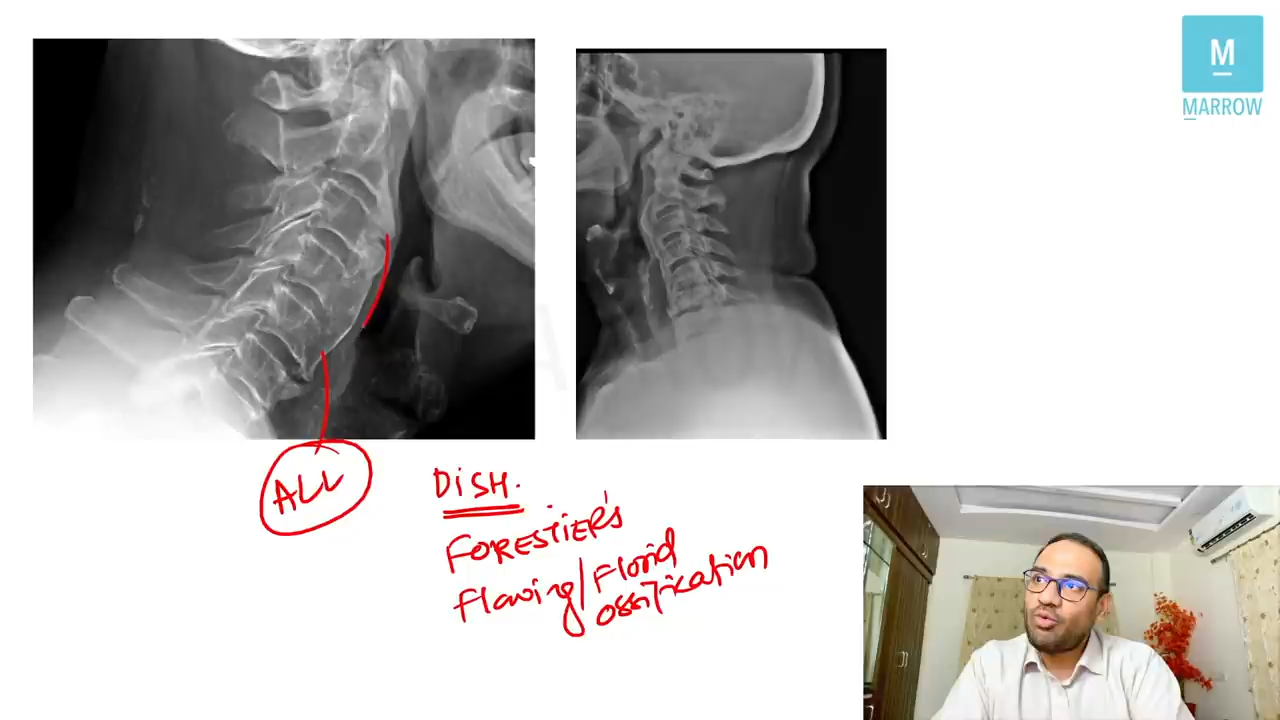 M
MARROW
ALL
DISH.
FORESTIER'S
Flowing/Florid
ossification